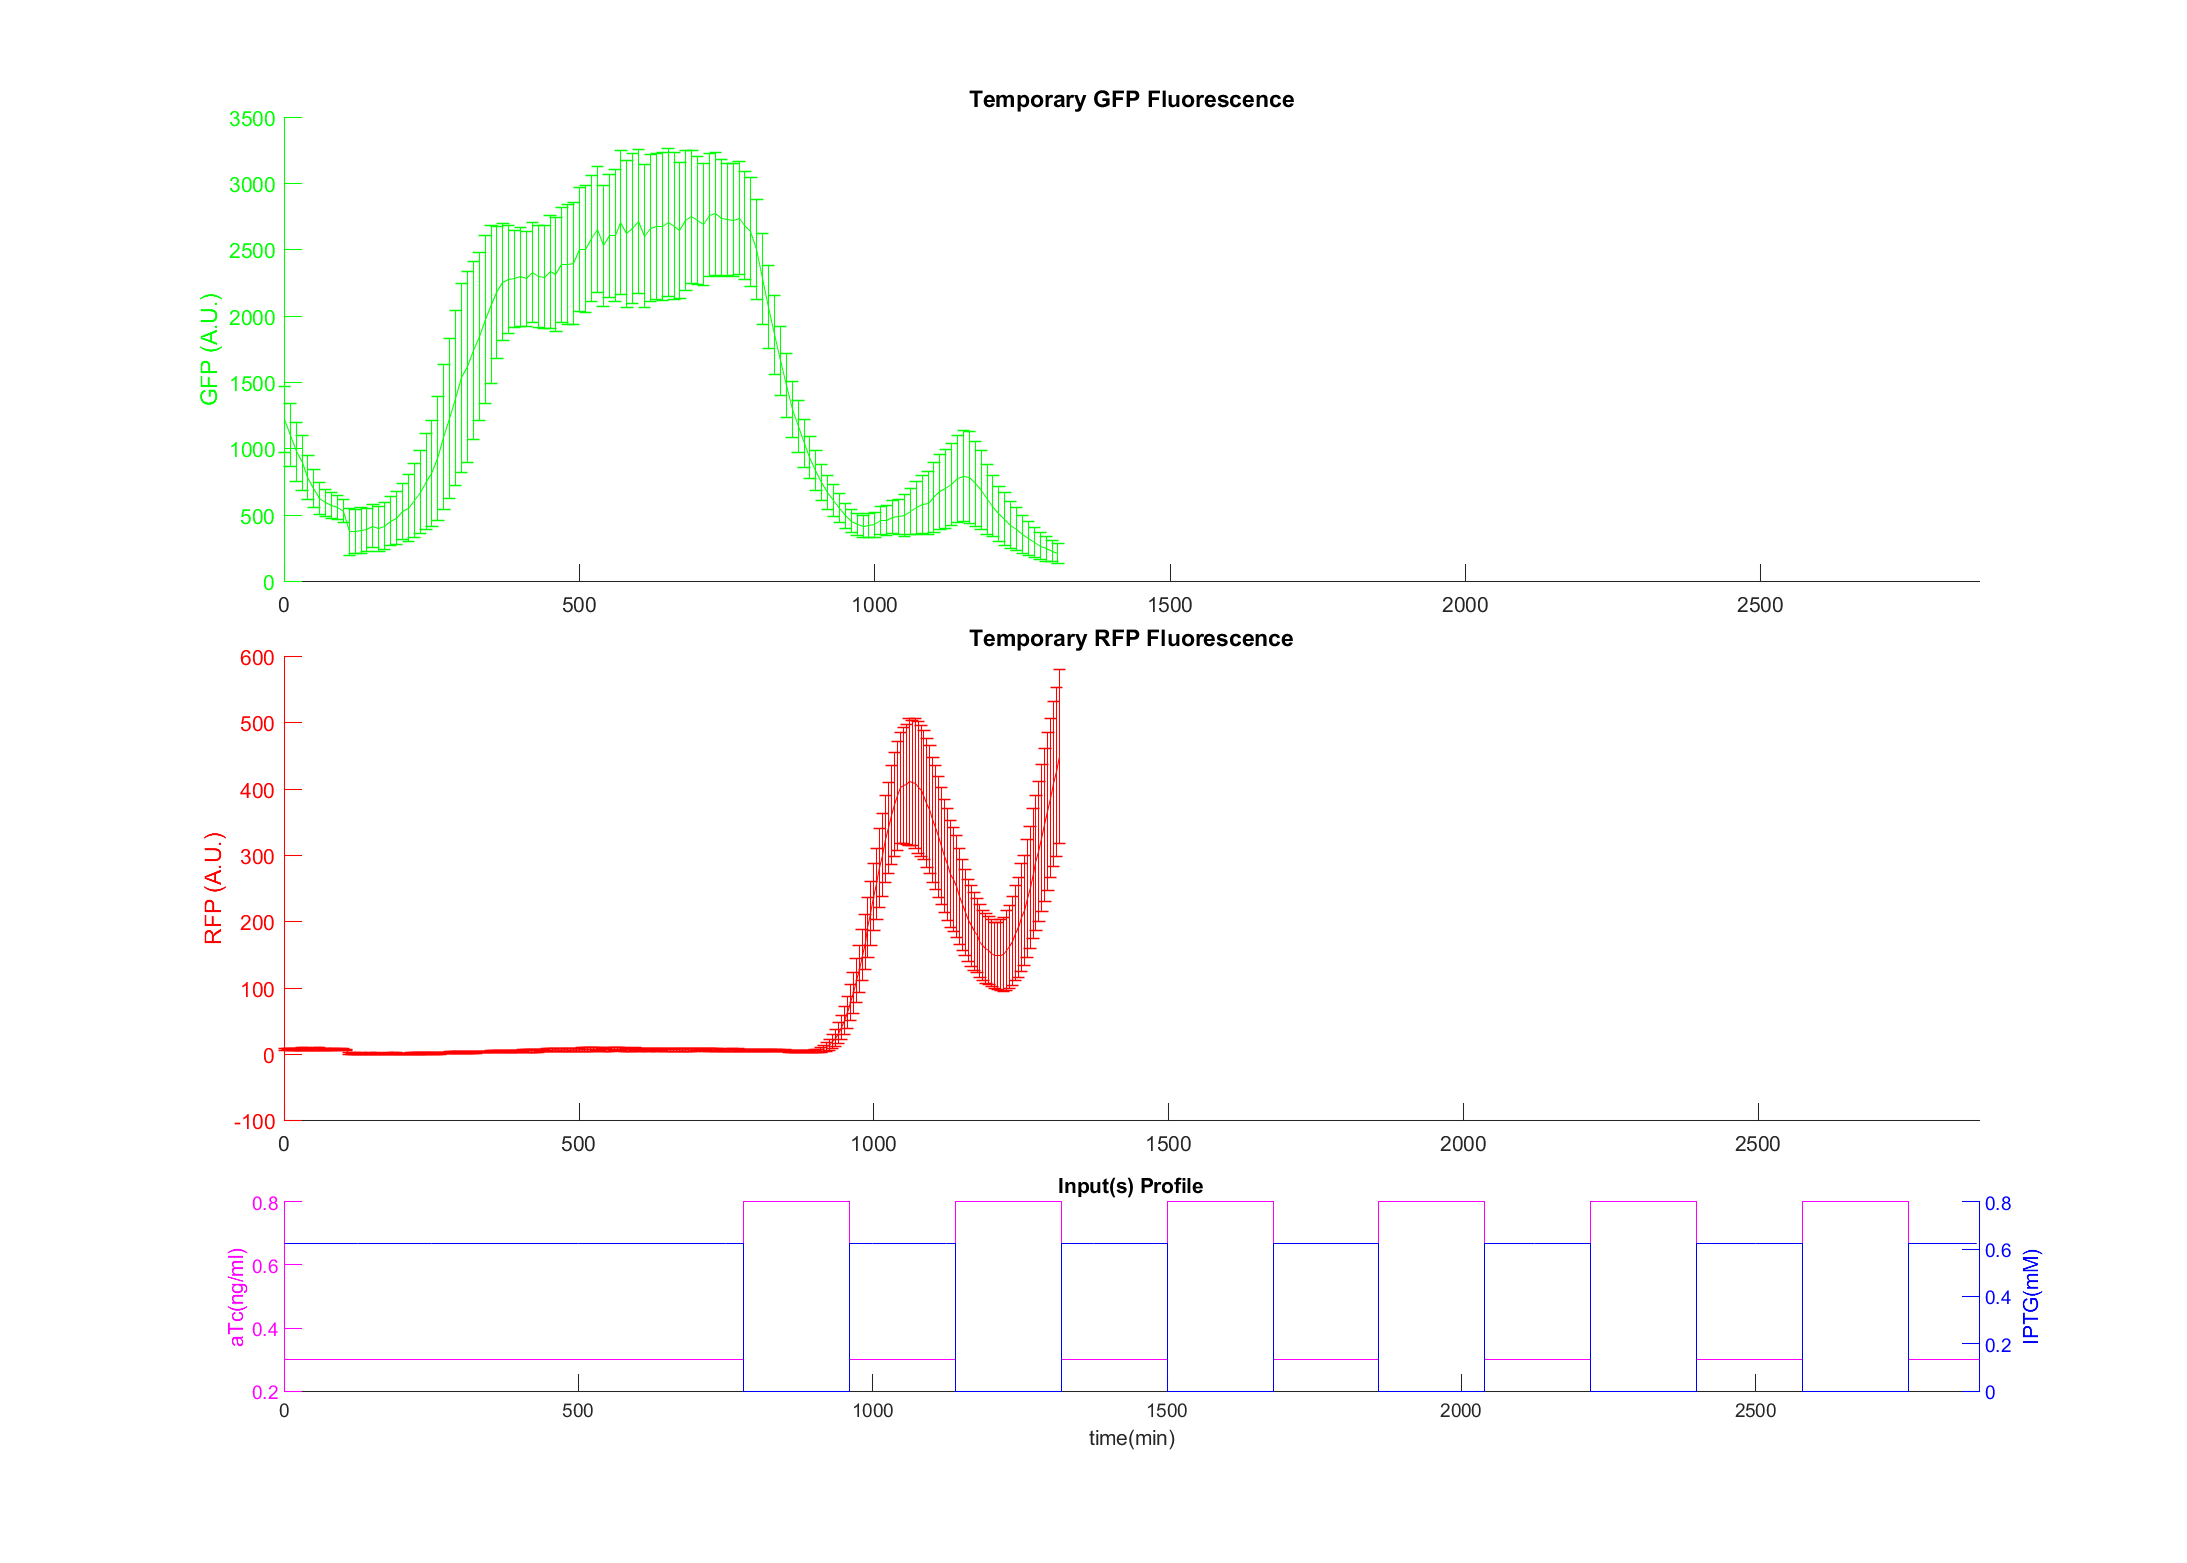 Temporary GFP Fluorescence
3500
3000
2500
2000
1500
1000
500
0
GFP (A.U.)
0 500 1000 1500 2000 2500
Temporary RFP Fluorescence
600
500
400
300
200
100
0
-100
RFP (A.U.)
0 500 1000 1500 2000 2500
Input(s) Profile
0.8
0.6
0.4
0.2
aTc(ng/ml)
0.8
0.6
0.4
0.2
0
IPTG(mM)
0 500 1000 1500 2000 2500
time(min)